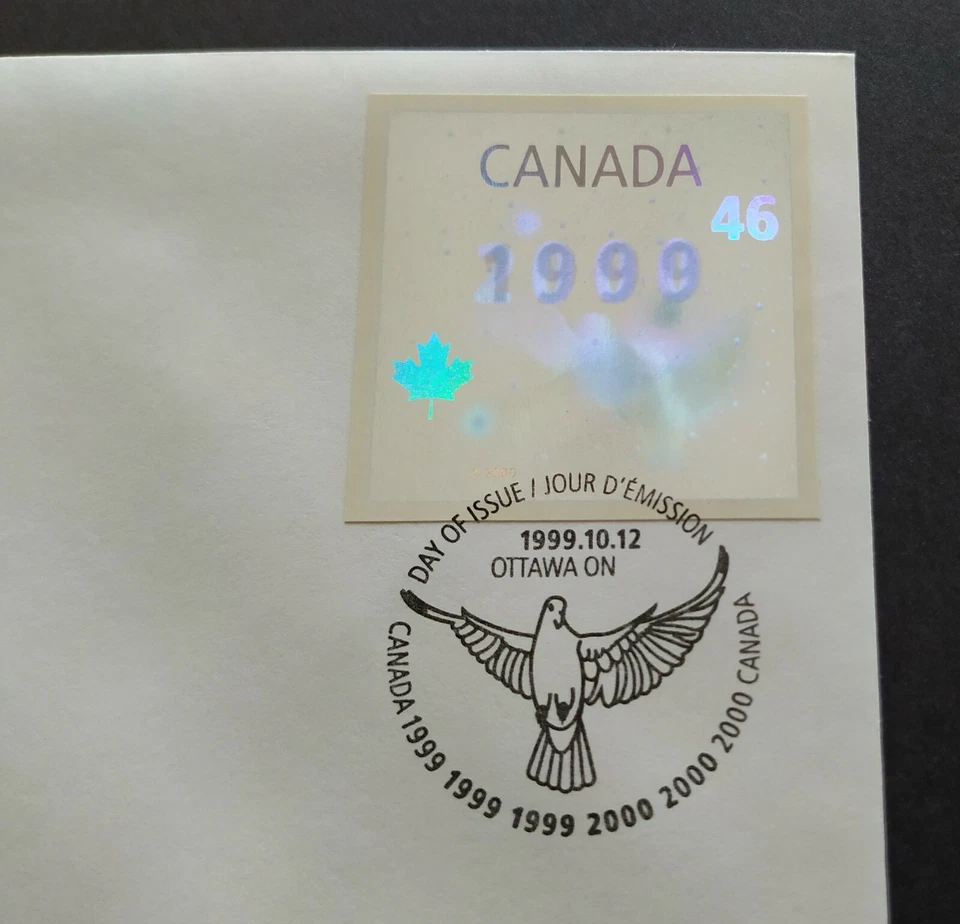 CANADA
46
1999
DAY OF ISSUE / JOUR D'ÉMISSION
1999.10.12
OTTAWA ON
CANADA 1999 1999 1999 2000 2000 2000 CANADA